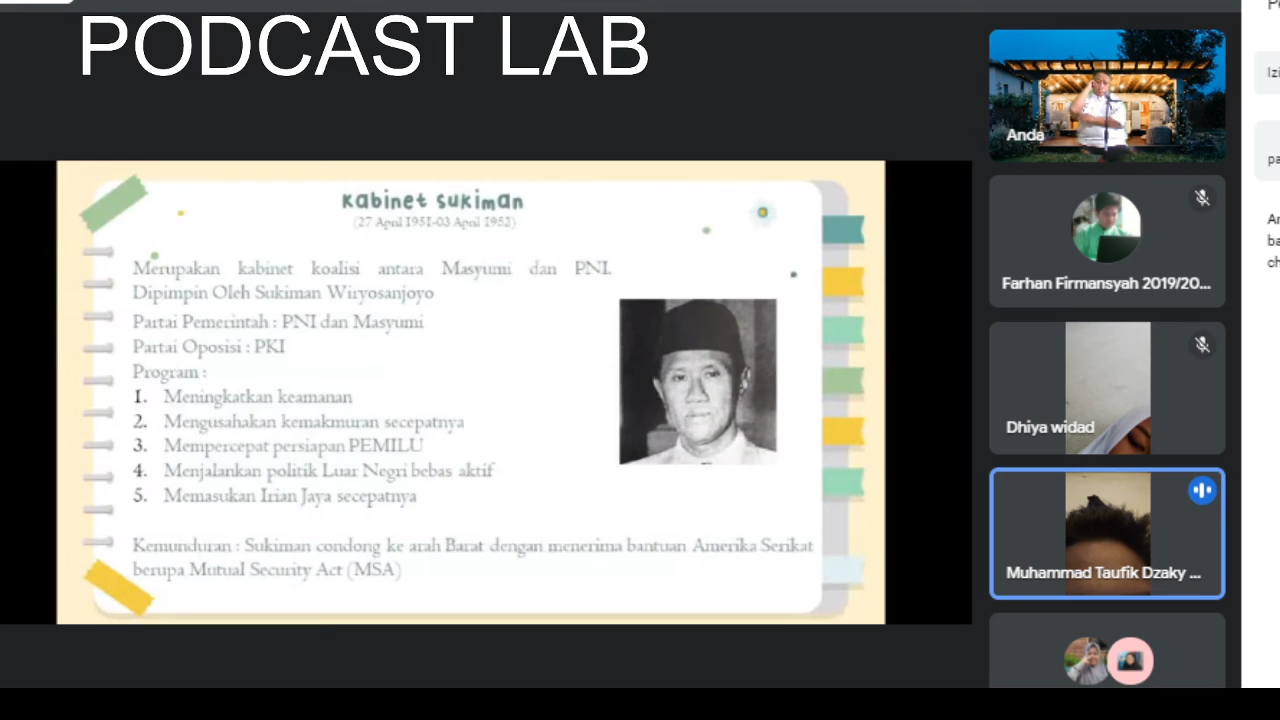 PODCAST LAB
Kabinet Sukiman
(27 April 1951-03 April 1952)
Merupakan kabinet koalisi antara Masyumi dan PNI.
Dipimpin Oleh Sukiman Wiryosanjoyo
Partai Pemerintah : PNI dan Masyumi
Partai Oposisi : PKI
Program :
1. Meningkatkan keamanan
2. Mengusahakan kemakmuran secepatnya
3. Mempercepat persiapan PEMILU
4. Menjalankan politik Luar Negri bebas aktif
5. Memasukan Irian Jaya secepatnya
Kemunduran : Sukiman condong ke arah Barat dengan menerima bantuan Amerika Serikat
berupa Mutual Security Act (MSA)
Anda
Farhan Firmansyah 2019/20...
Dhiya widad
Muhammad Taufik Dzaky ...